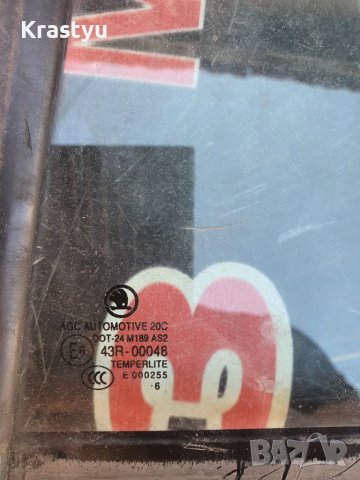 Krastyu
AGC AUTOMOTIVE 20C
DOT-24 M189 AS2
43R-00048
TEMPERLITE
E 000255
6
BAZAR